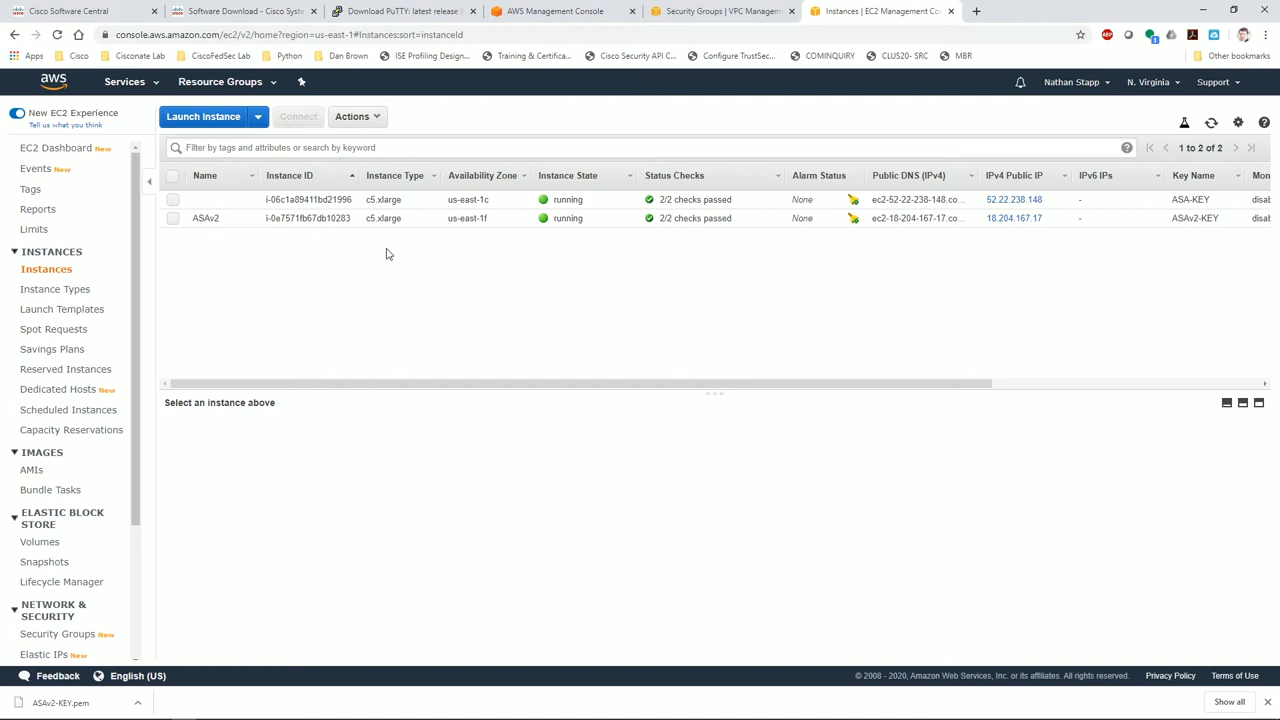 Cisco Software Central
Software Download - Cisco Syste
Download PuTTY: latest release
AWS Management Console
Security Groups | VPC Managem
Instances | EC2 Management Co
console.aws.amazon.com/ec2/v2/home?region=us-east-1#Instances:sort=instanceId
Apps
Cisco
Cisconate Lab
CiscoFedSec Lab
Python
Dan Brown
ISE Profiling Design...
Training & Certifica...
Cisco Security API C...
Configure TrustSec...
COMINQUIRY
CLUS20- SRC
MBR
Other bookmarks
aws
Services
Resource Groups
Nathan Stapp
N. Virginia
Support
New EC2 Experience
Tell us what you think
EC2 Dashboard New
Events New
Tags
Reports
Limits
INSTANCES
Instances
Instance Types
Launch Templates
Spot Requests
Savings Plans
Reserved Instances
Dedicated Hosts New
Scheduled Instances
Capacity Reservations
IMAGES
AMIs
Bundle Tasks
ELASTIC BLOCK
STORE
Volumes
Snapshots
Lifecycle Manager
NETWORK &
SECURITY
Security Groups New
Elastic IPs New
Launch Instance
Connect
Actions
Filter by tags and attributes or search by keyword
1 to 2 of 2
Name Instance ID Instance Type Availability Zone Instance State Status Checks Alarm Status Public DNS (IPv4) IPv4 Public IP IPv6 IPs Key Name Mon
i-06c1a89411bd21996 c5.xlarge us-east-1c running 2/2 checks passed None ec2-52-22-238-148.co... 52.22.238.148 - ASA-KEY disab
ASAv2 i-0e7571fb67db10283 c5.xlarge us-east-1f running 2/2 checks passed None ec2-18-204-167-17.co... 18.204.167.17 - ASAv2-KEY disab
Select an instance above
Feedback
English (US)
© 2008 - 2020, Amazon Web Services, Inc. or its affiliates. All rights reserved.
Privacy Policy
Terms of Use
ASAv2-KEY.pem
Show all